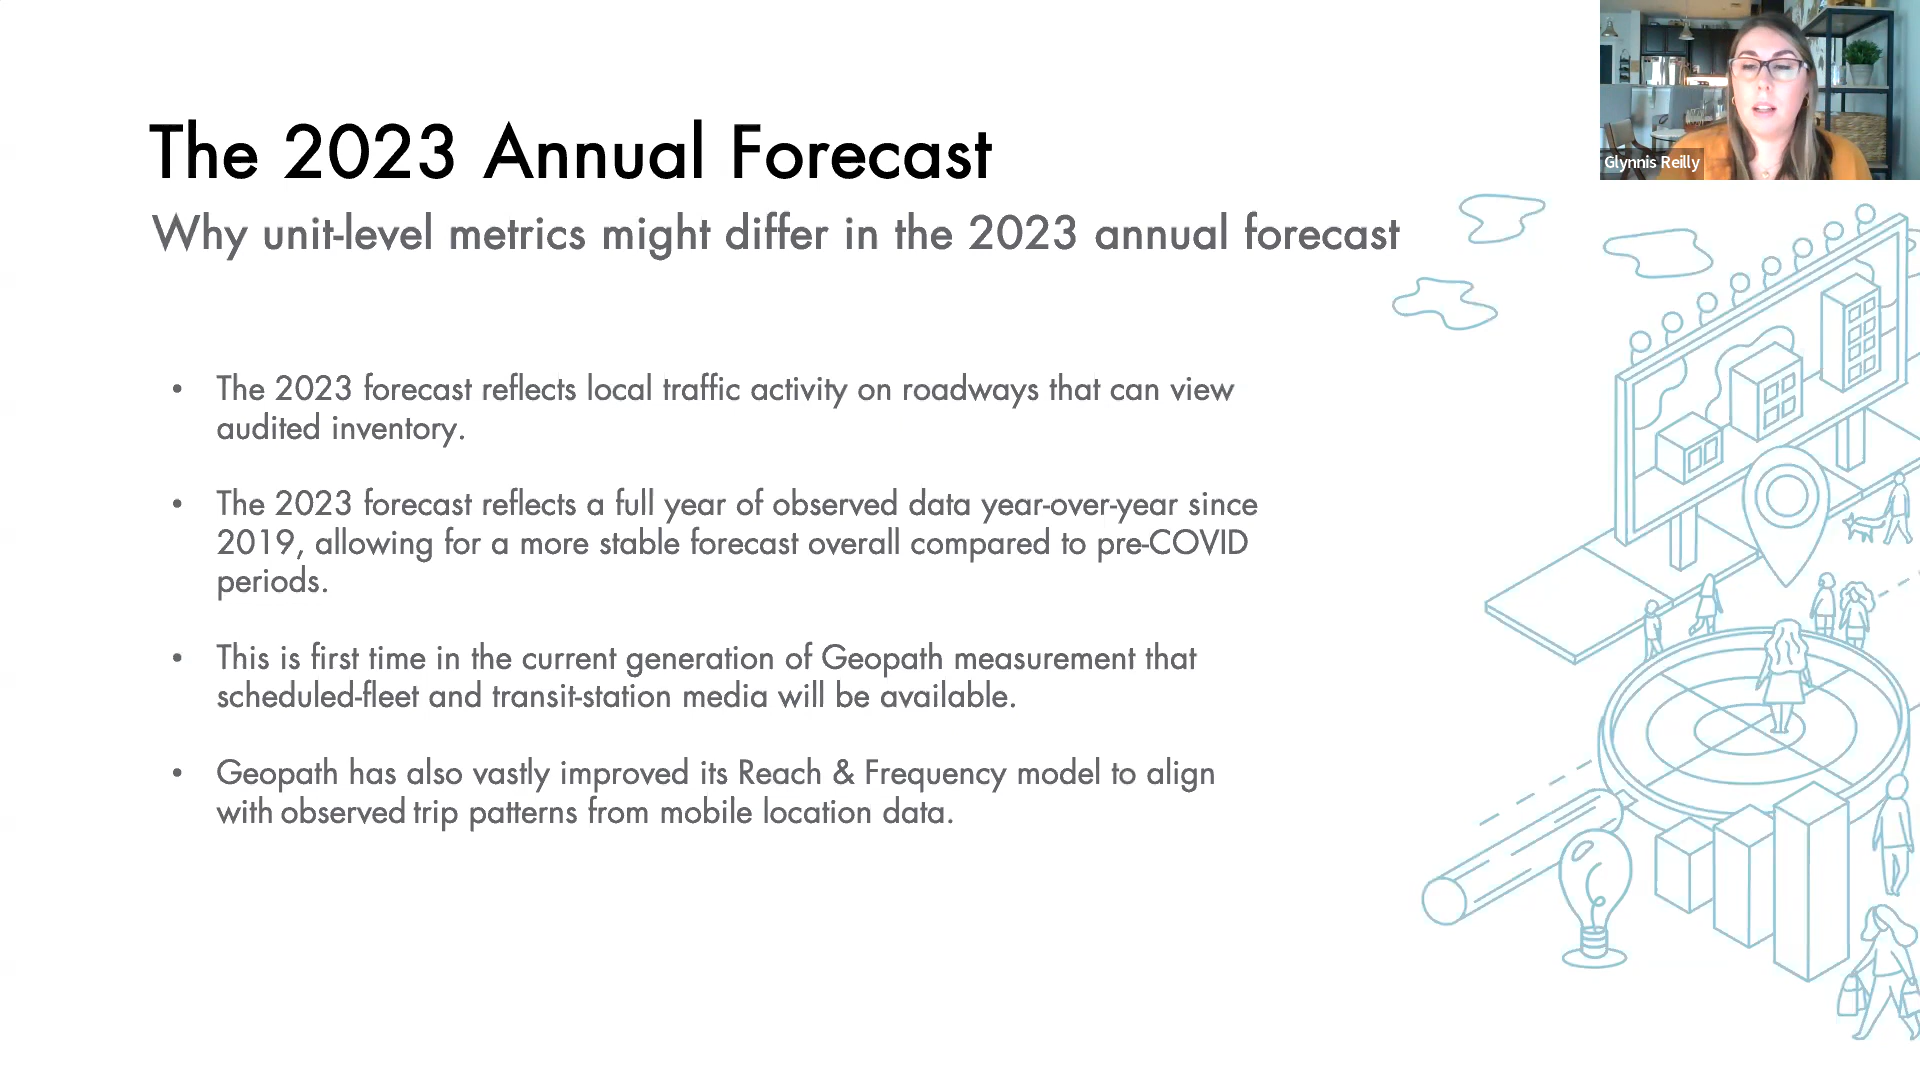 The 2023 Annual Forecast
Why unit-level metrics might differ in the 2023 annual forecast
• The 2023 forecast reflects local traffic activity on roadways that can view
audited inventory.
• The 2023 forecast reflects a full year of observed data year-over-year since
2019, allowing for a more stable forecast overall compared to pre-COVID
periods.
• This is first time in the current generation of Geopath measurement that
scheduled-fleet and transit-station media will be available.
• Geopath has also vastly improved its Reach & Frequency model to align
with observed trip patterns from mobile location data.
Glynnis Reilly